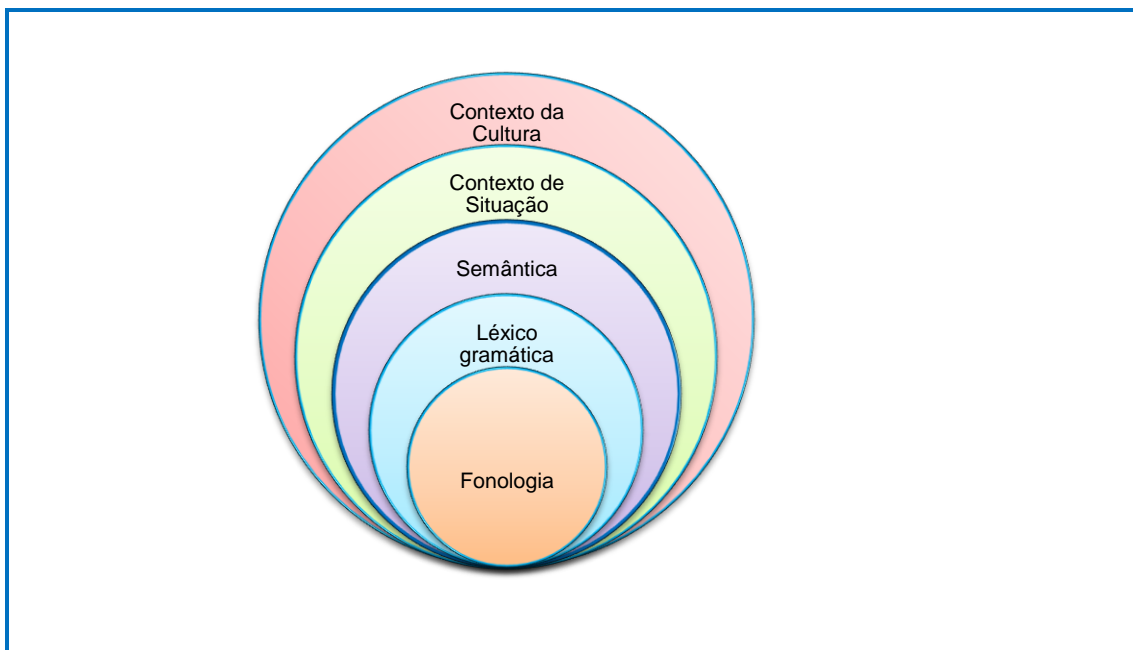 Contexto da
Cultura
Contexto de
Situação
Semântica
Léxico
gramática
Fonologia